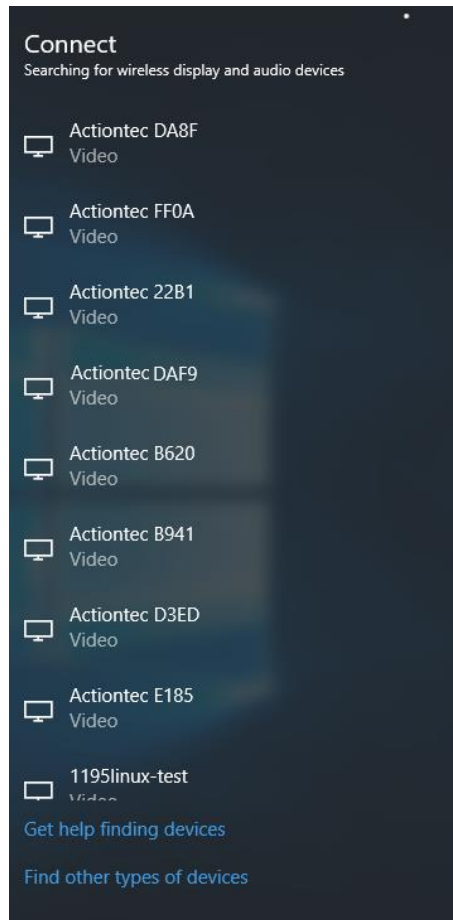 Connect
Searching for wireless display and audio devices
Actiontec DA8F
Video
Actiontec FF0A
Video
Actiontec 22B1
Video
Actiontec DAF9
Video
Actiontec B620
Video
Actiontec B941
Video
Actiontec D3ED
Video
Actiontec E185
Video
1195linux-test
Video
Get help finding devices
Find other types of devices